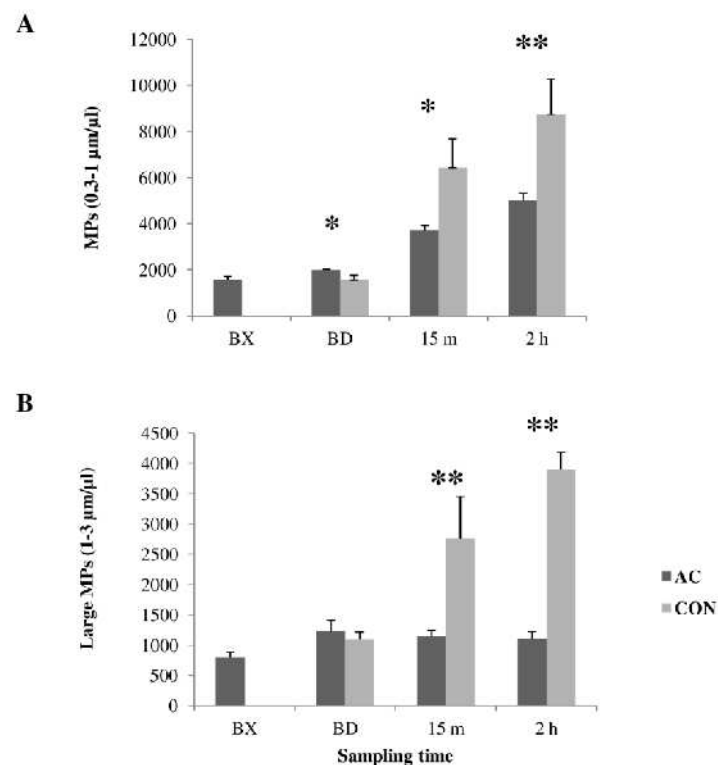 A
12000
10000
8000
6000
4000
2000
0
MPs (0.3-1 µm/µl)
*
*
**
BX BD 15 m 2 h
B
4500
4000
3500
3000
2500
2000
1500
1000
500
0
Large MPs (1-3 µm/µl)
**
**
BX BD 15 m 2 h
Sampling time
AC
CON